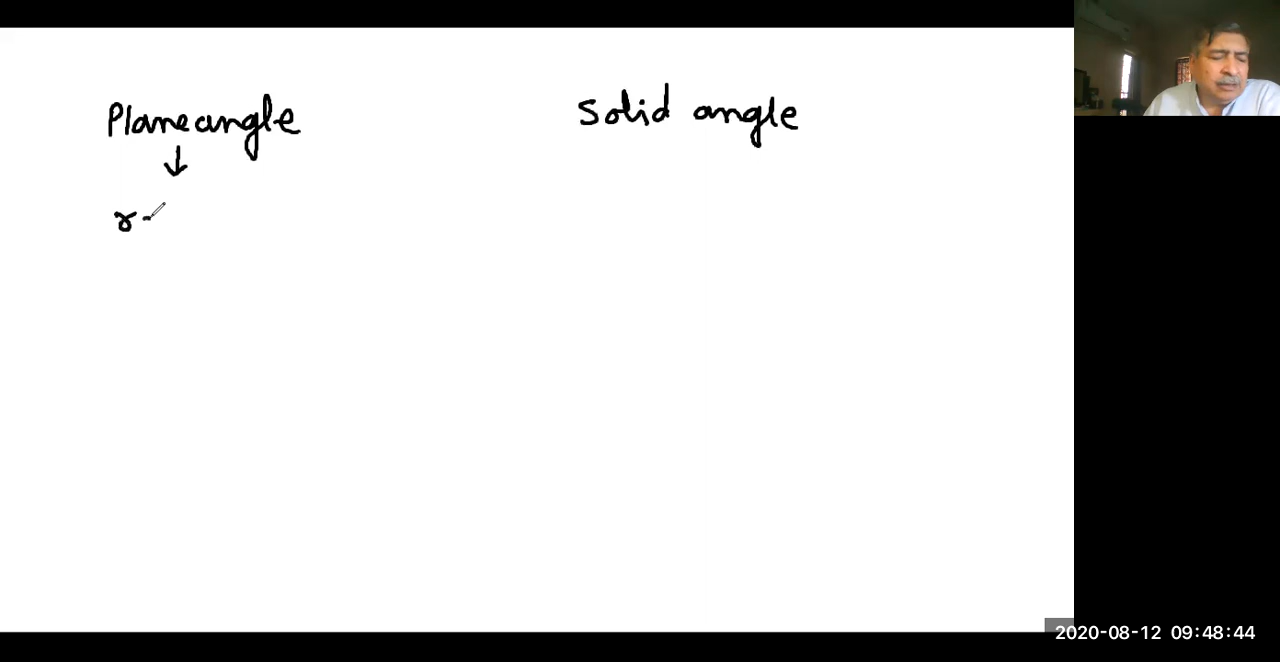 Plane angle
Solid angle
↓
r-
2020-08-12 09:48:44